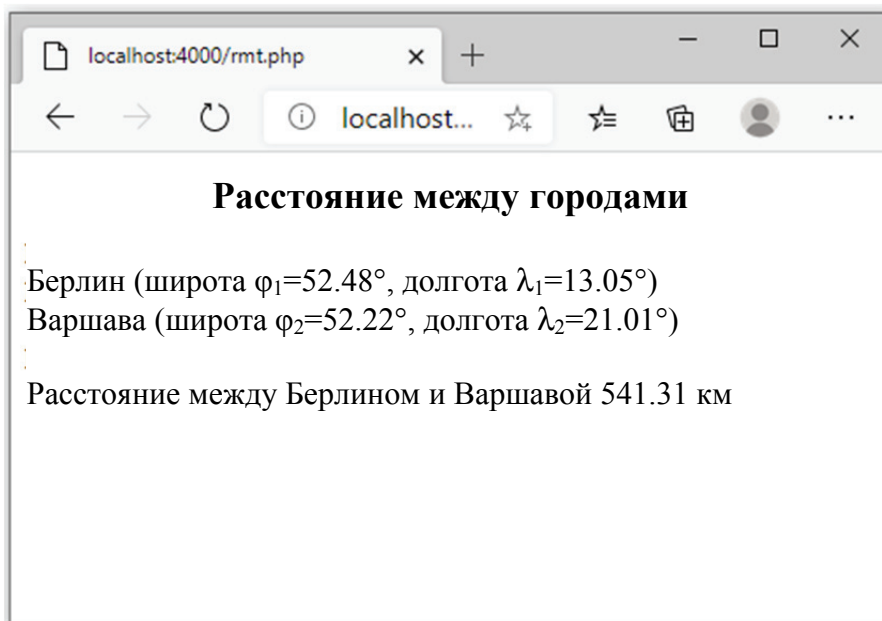 localhost:4000/rmt.php
localhost...
Расстояние между городами
Берлин (широта φ₁=52.48°, долгота λ₁=13.05°)
Варшава (широта φ₂=52.22°, долгота λ₂=21.01°)
Расстояние между Берлином и Варшавой 541.31 км